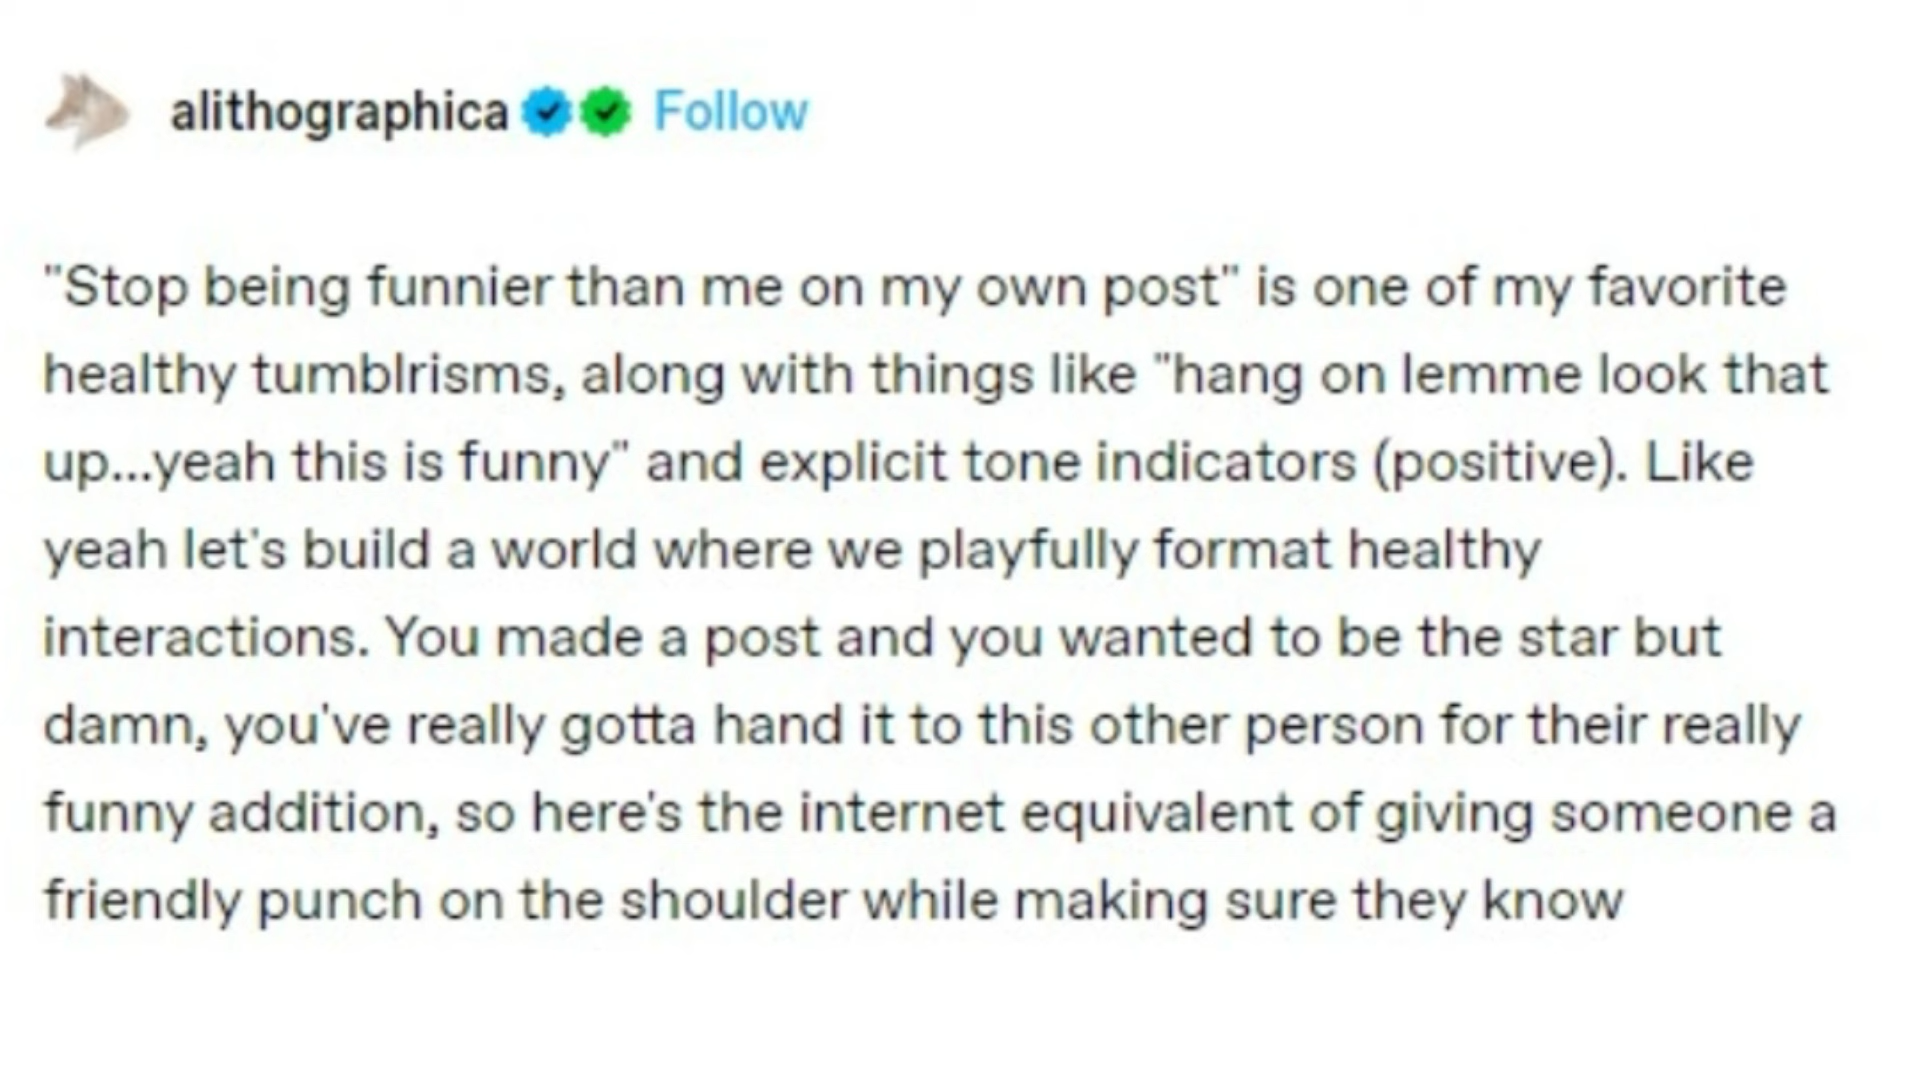 alithographica Follow
"Stop being funnier than me on my own post" is one of my favorite
healthy tumblrisms, along with things like "hang on lemme look that
up...yeah this is funny" and explicit tone indicators (positive). Like
yeah let's build a world where we playfully format healthy
interactions. You made a post and you wanted to be the star but
damn, you've really gotta hand it to this other person for their really
funny addition, so here's the internet equivalent of giving someone a
friendly punch on the shoulder while making sure they know